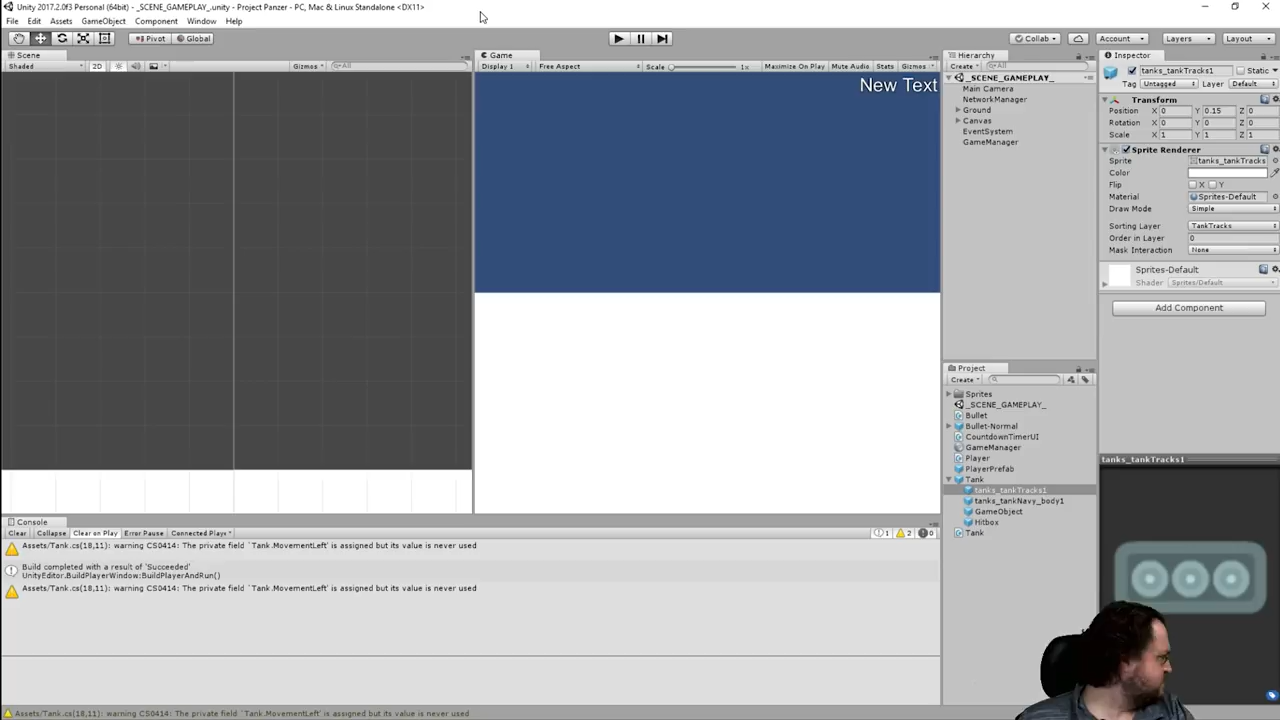 Unity 2017.2.0f3 Personal (64bit) - _SCENE_GAMEPLAY_.unity - Project Panzer - PC, Mac & Linux Standalone <DX11>
File Edit Assets GameObject Component Window Help
Pivot Global Collab Account Layers Layout
Scene
Shaded 2D Gizmos All
Game
Display 1 Free Aspect Scale 1x Maximize On Play Mute Audio Stats Gizmos
New Text
Hierarchy
Create All
_SCENE_GAMEPLAY_
Main Camera
NetworkManager
Ground
Canvas
EventSystem
GameManager
Project
Create
Sprites
_SCENE_GAMEPLAY_
Bullet
Bullet-Normal
CountdownTimerUI
GameManager
Player
PlayerPrefab
Tank
tanks_tankTracks1
tanks_tankNavy_body1
GameObject
Hitbox
Tank
Inspector
tanks_tankTracks1 Static
Tag Untagged Layer Default
Transform
Position X 0 Y 0.15 Z 0
Rotation X 0 Y 0 Z 0
Scale X 1 Y 1 Z 1
Sprite Renderer
Sprite tanks_tankTracks
Color
Flip X Y
Material Sprites-Default
Draw Mode Simple
Sorting Layer TankTracks
Order in Layer 0
Mask Interaction None
Sprites-Default
Shader Sprites/Default
Add Component
tanks_tankTracks1
Console
Clear Collapse Clear on Play Error Pause Connected Playe 1 2 0
Assets/Tank.cs(18,11): warning CS0414: The private field `Tank.MovementLeft' is assigned but its value is never used
Build completed with a result of 'Succeeded'
UnityEditor.BuildPlayerWindow:BuildPlayerAndRun()
Assets/Tank.cs(18,11): warning CS0414: The private field `Tank.MovementLeft' is assigned but its value is never used
Assets/Tank.cs(18,11): warning CS0414: The private field `Tank.MovementLeft' is assigned but its value is never used